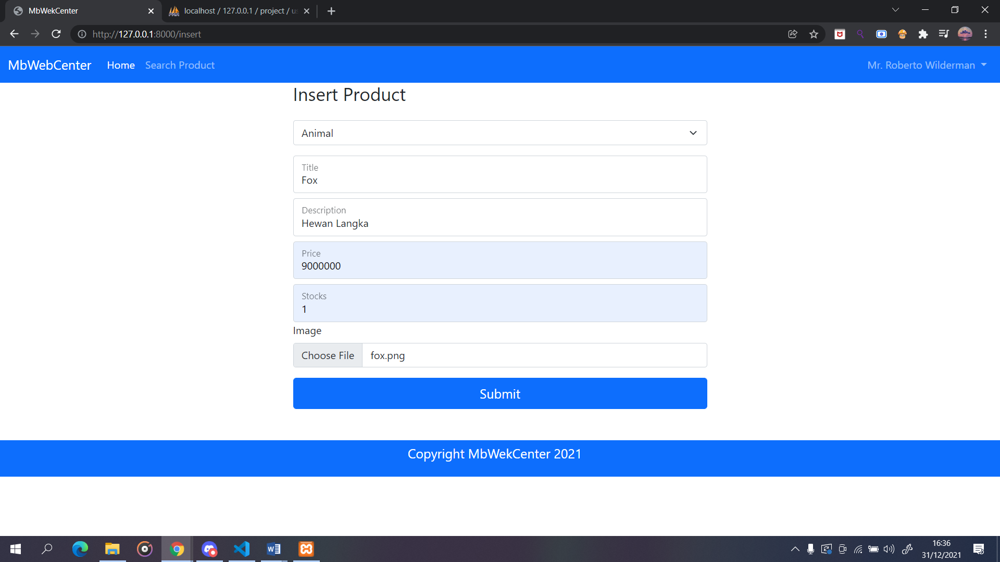 MbWekCenter
localhost / 127.0.0.1 / project / us
http://127.0.0.1:8000/insert
MbWebCenter Home Search Product Mr. Roberto Wilderman
Insert Product
Animal
Title
Fox
Description
Hewan Langka
Price
9000000
Stocks
1
Image
Choose File fox.png
Submit
Copyright MbWekCenter 2021
16:36
31/12/2021